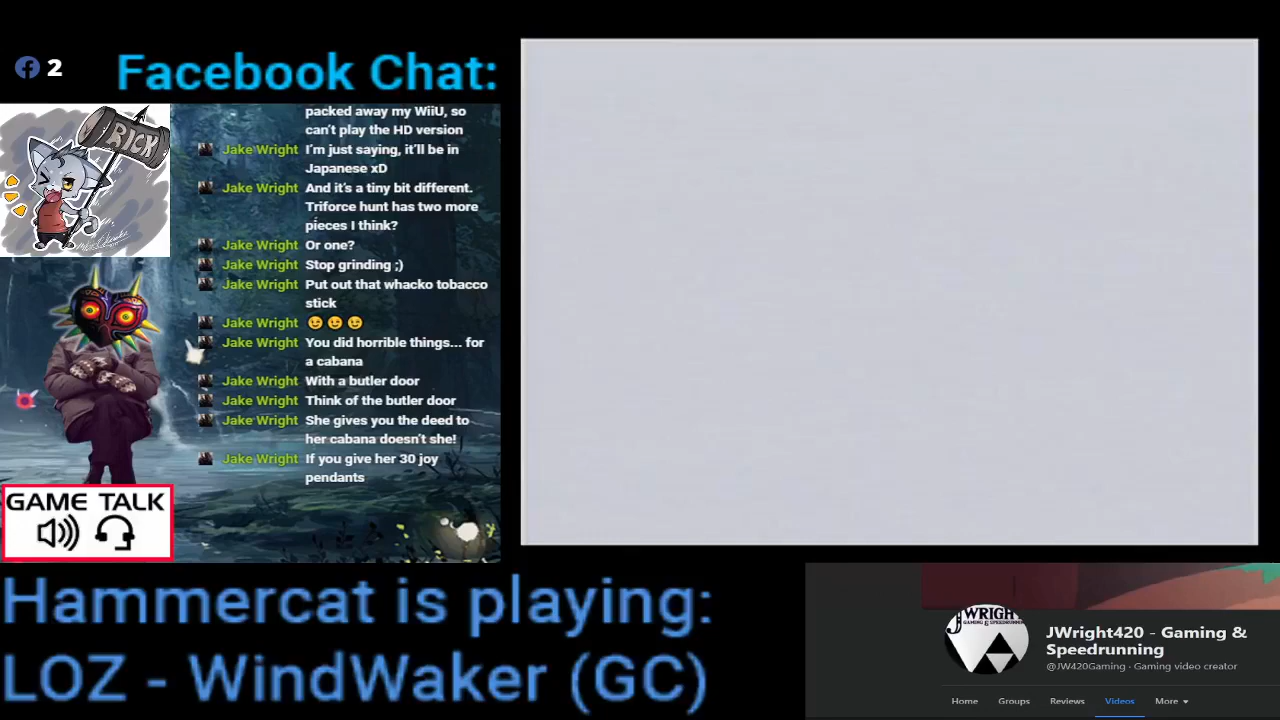 2
Facebook Chat:
BICK
packed away my WiiU, so
can't play the HD version
Jake Wright I'm just saying, it'll be in
Japanese xD
Jake Wright And it's a tiny bit different.
Triforce hunt has two more
pieces I think?
Jake Wright Or one?
Jake Wright Stop grinding ;)
Jake Wright Put out that whacko tobacco
stick
Jake Wright 😉 😉 😉
Jake Wright You did horrible things... for
a cabana
Jake Wright With a butler door
Jake Wright Think of the butler door
Jake Wright She gives you the deed to
her cabana doesn't she!
Jake Wright If you give her 30 joy
pendants
GAME TALK
Hammercat is playing:
LOZ - WindWaker (GC)
JWRIGHT
GAMING & SPEEDRUNNING
JWright420 - Gaming &
Speedrunning
@JW420Gaming · Gaming video creator
Home Groups Reviews Videos More